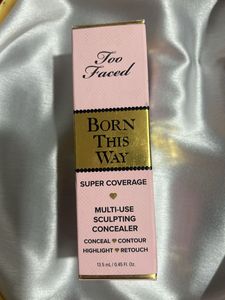 Too
Faced
BORN
THIS
WAY
SUPER COVERAGE
MULTI-USE
SCULPTING
CONCEALER
CONCEAL CONTOUR
HIGHLIGHT RETOUCH
13.5 mL / 0.45 Fl. Oz.